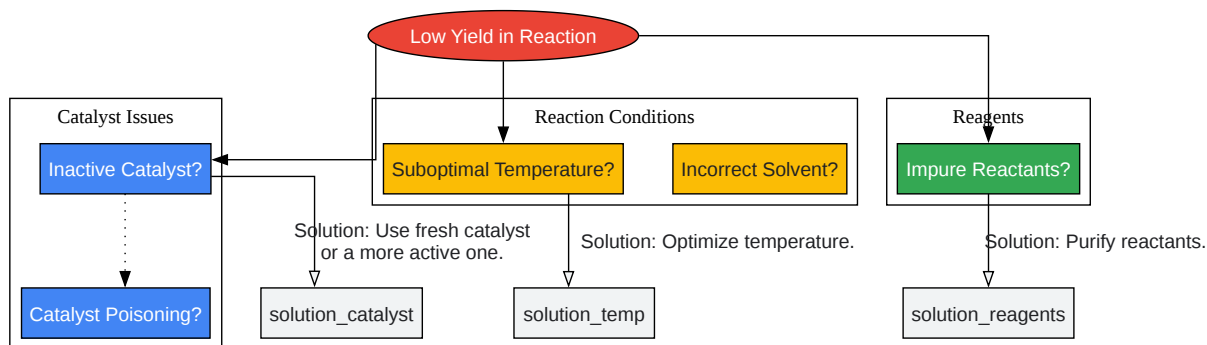 Low Yield in Reaction
Catalyst Issues
Reaction Conditions
Reagents
Inactive Catalyst?
Suboptimal Temperature?
Incorrect Solvent?
Impure Reactants?
Solution: Use fresh catalyst
or a more active one.
Solution: Optimize temperature.
Solution: Purify reactants.
Catalyst Poisoning?
solution_catalyst
solution_temp
solution_reagents